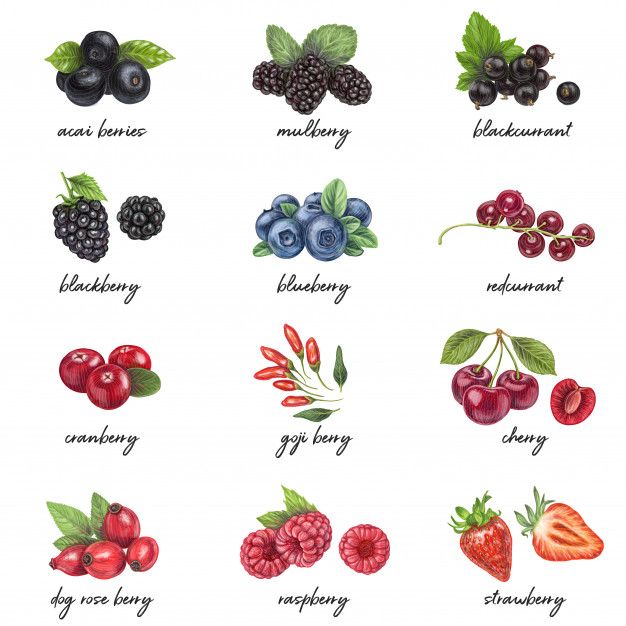 acai berries
mulberry
blackcurrant
blackberry
blueberry
redcurrant
cranberry
goji berry
cherry
dog rose berry
raspberry
strawberry